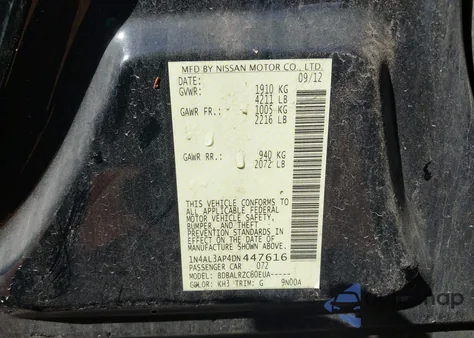 MFD BY NISSAN MOTOR CO., LTD.
DATE: 09/12
GVWR: 1910 KG
4211 LB
GAWR FR: 1005 KG
2216 LB
GAWR RR: 940 KG
2072 LB
THIS VEHICLE CONFORMS TO
ALL APPLICABLE FEDERAL
MOTOR VEHICLE SAFETY,
BUMPER, AND THEFT
PREVENTION STANDARDS IN
EFFECT ON THE DATE OF
MANUFACTURE SHOWN ABOVE.
1N4AL3AP4DN447616
PASSENGER CAR 072
MODEL: BDBALRZC80EUA-----
COLOR: KH3 TRIM: G 9N00A